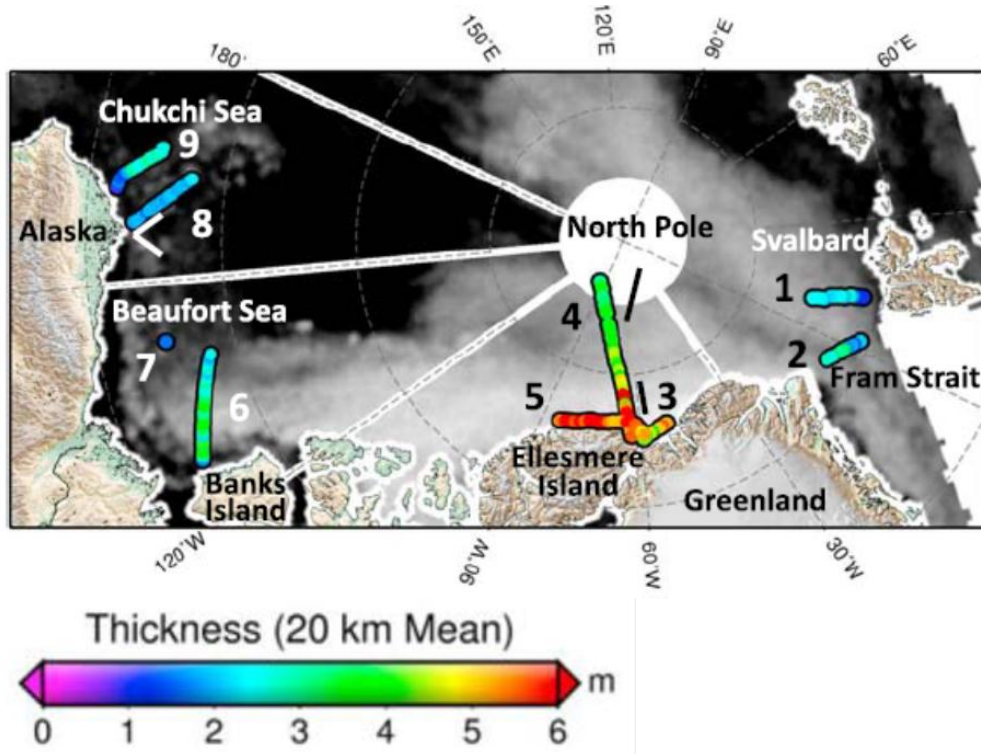 180°
150°E
120°E
90°E
60°E
Chukchi Sea
9
8
Alaska
North Pole
Svalbard
1
Beaufort Sea
4
2
7
Fram Strait
6
5
3
Ellesmere
Island
Banks
Island
Greenland
120°W
90°W
60°W
30°W
Thickness (20 km Mean)
m
0 1 2 3 4 5 6